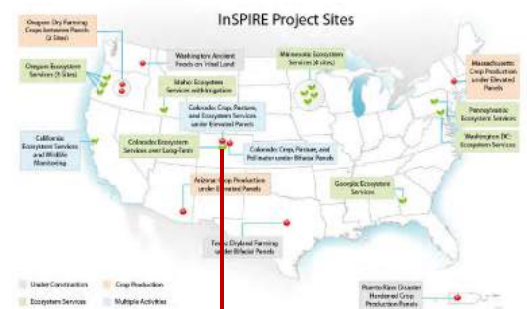 InSPIRE Project Sites
Oregon: Dry Farming
Crops between Panels
(2 Sites)
Oregon: Ecosystem
Services (5 Sites)
Washington: Ancient
Foods on Tribal Land
Idaho: Ecosystem
Services with Irrigation
Minnesota: Ecosystem
Services (4 sites)
Massachusetts:
Crop Production
under Elevated
Panels
Colorado: Crop, Pasture,
and Ecosystem Services
under Elevated Panels
Pennsylvania:
Ecosystem Services
Washington DC:
Ecosystem Services
California:
Ecosystem Services
and Wildlife
Monitoring
Colorado: Ecosystem
Services over Long-Term
Colorado: Crop, Pasture, and
Pollinator under Bifacial Panels
Arizona: Crop Production
under Elevated Panels
Georgia: Ecosystem
Services
Texas: Dryland Farming
under Bifacial Panels
Under Construction
Crop Production
Ecosystem Services
Multiple Activities
Puerto Rico: Disaster
Hardened Crop
Production Panels